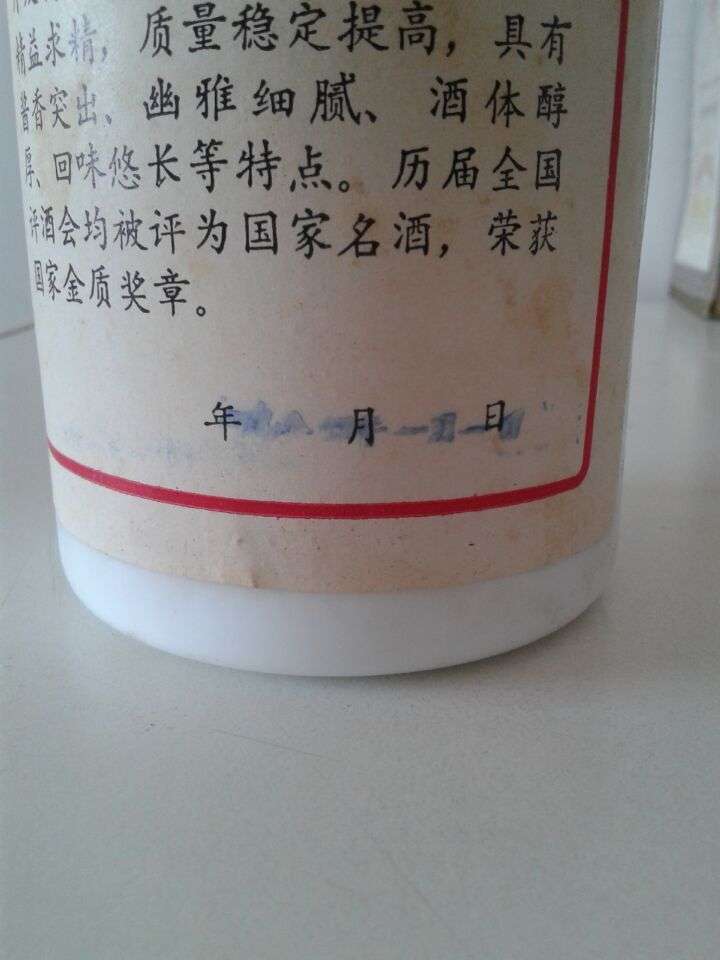 精益求精，质量稳定提高，具有
酱香突出、幽雅细腻、酒体醇
厚、回味悠长等特点。历届全国
评酒会均被评为国家名酒，荣获
国家金质奖章。
年 月 日